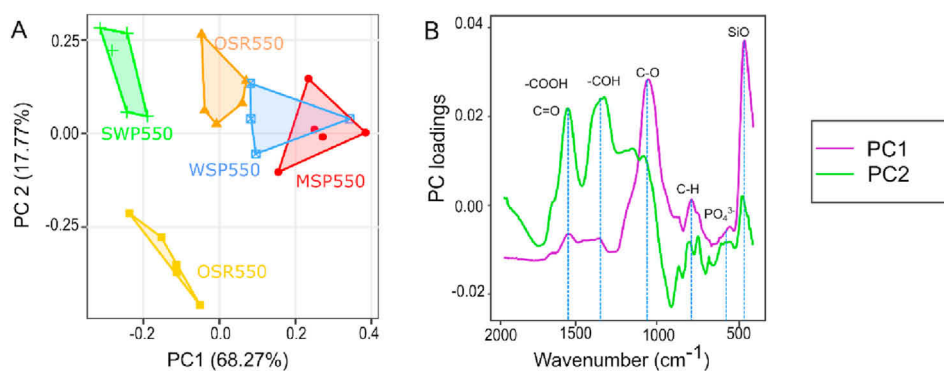 A
PC 2 (17.77%)
0.25
0.00
-0.25
OSR550
SWP550
WSP550
MSP550
OSR550
-0.2
0.0
0.2
0.4
PC1 (68.27%)
B
PC loadings
0.04
0.02
0.00
-0.02
SiO
-COOH
-COH
C-O
C=O
C-H
PO₄³⁻
2000
1500
1000
500
Wavenumber (cm⁻¹)
PC1
PC2